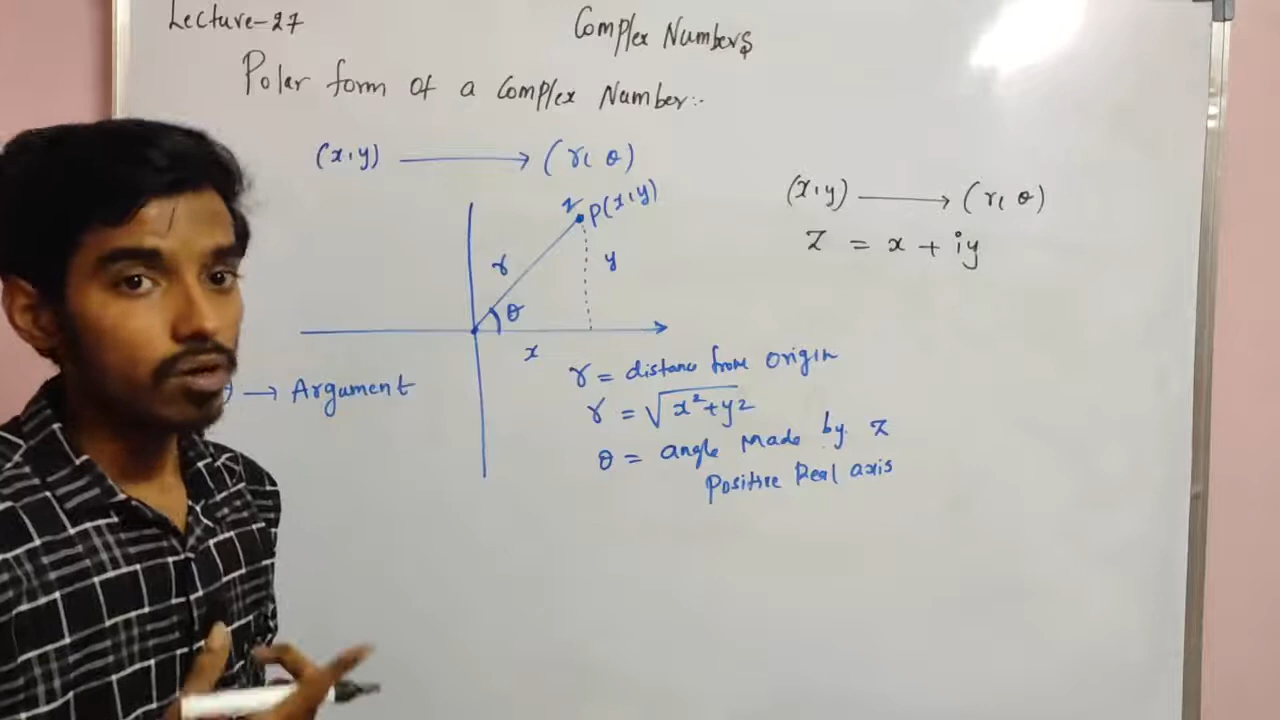 Lecture-27
Complex Numbers
Polar form of a Complex Number:-
(x,y) → (r, θ)
z P(x,y)
r
y
θ
x
(x,y) → (r, θ)
z = x + iy
→ Argument
r = distance from origin
r = √x²+y2
θ = angle made by z
Positive Real axis